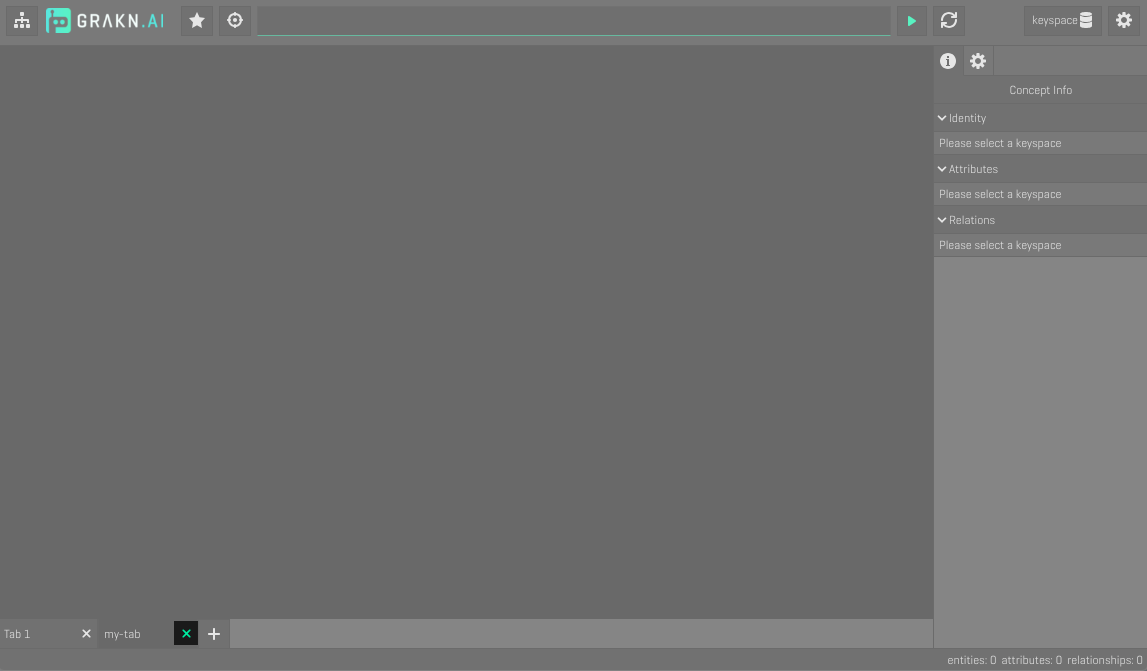 GRAKN.AI
keyspace
Concept Info
Identity
Please select a keyspace
Attributes
Please select a keyspace
Relations
Please select a keyspace
Tab 1
my-tab
entities: 0 attributes: 0 relationships: 0